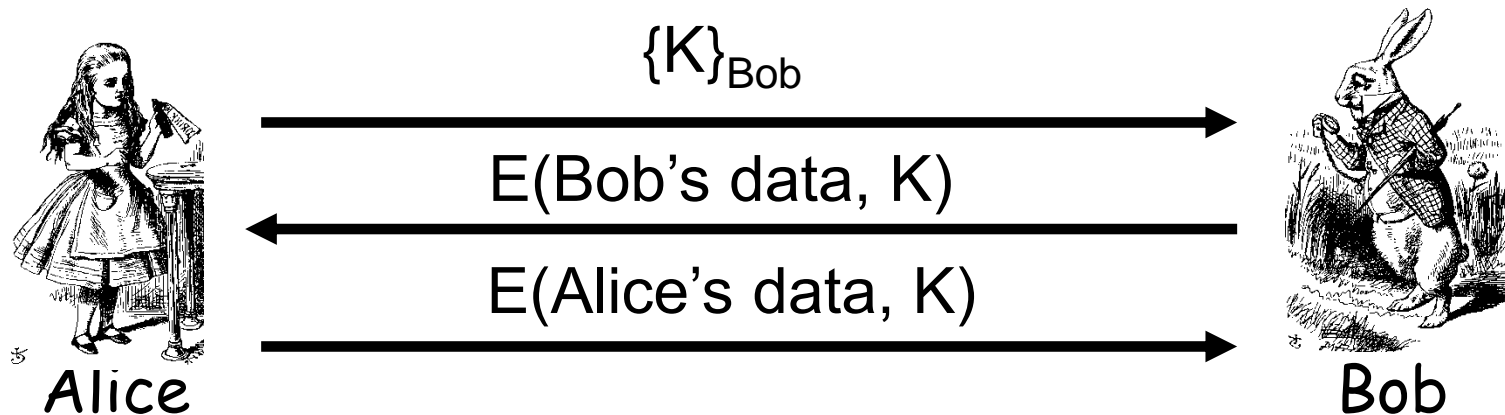 {K}Bob
E(Bob’s data, K)
E(Alice’s data, K)
Alice
Bob